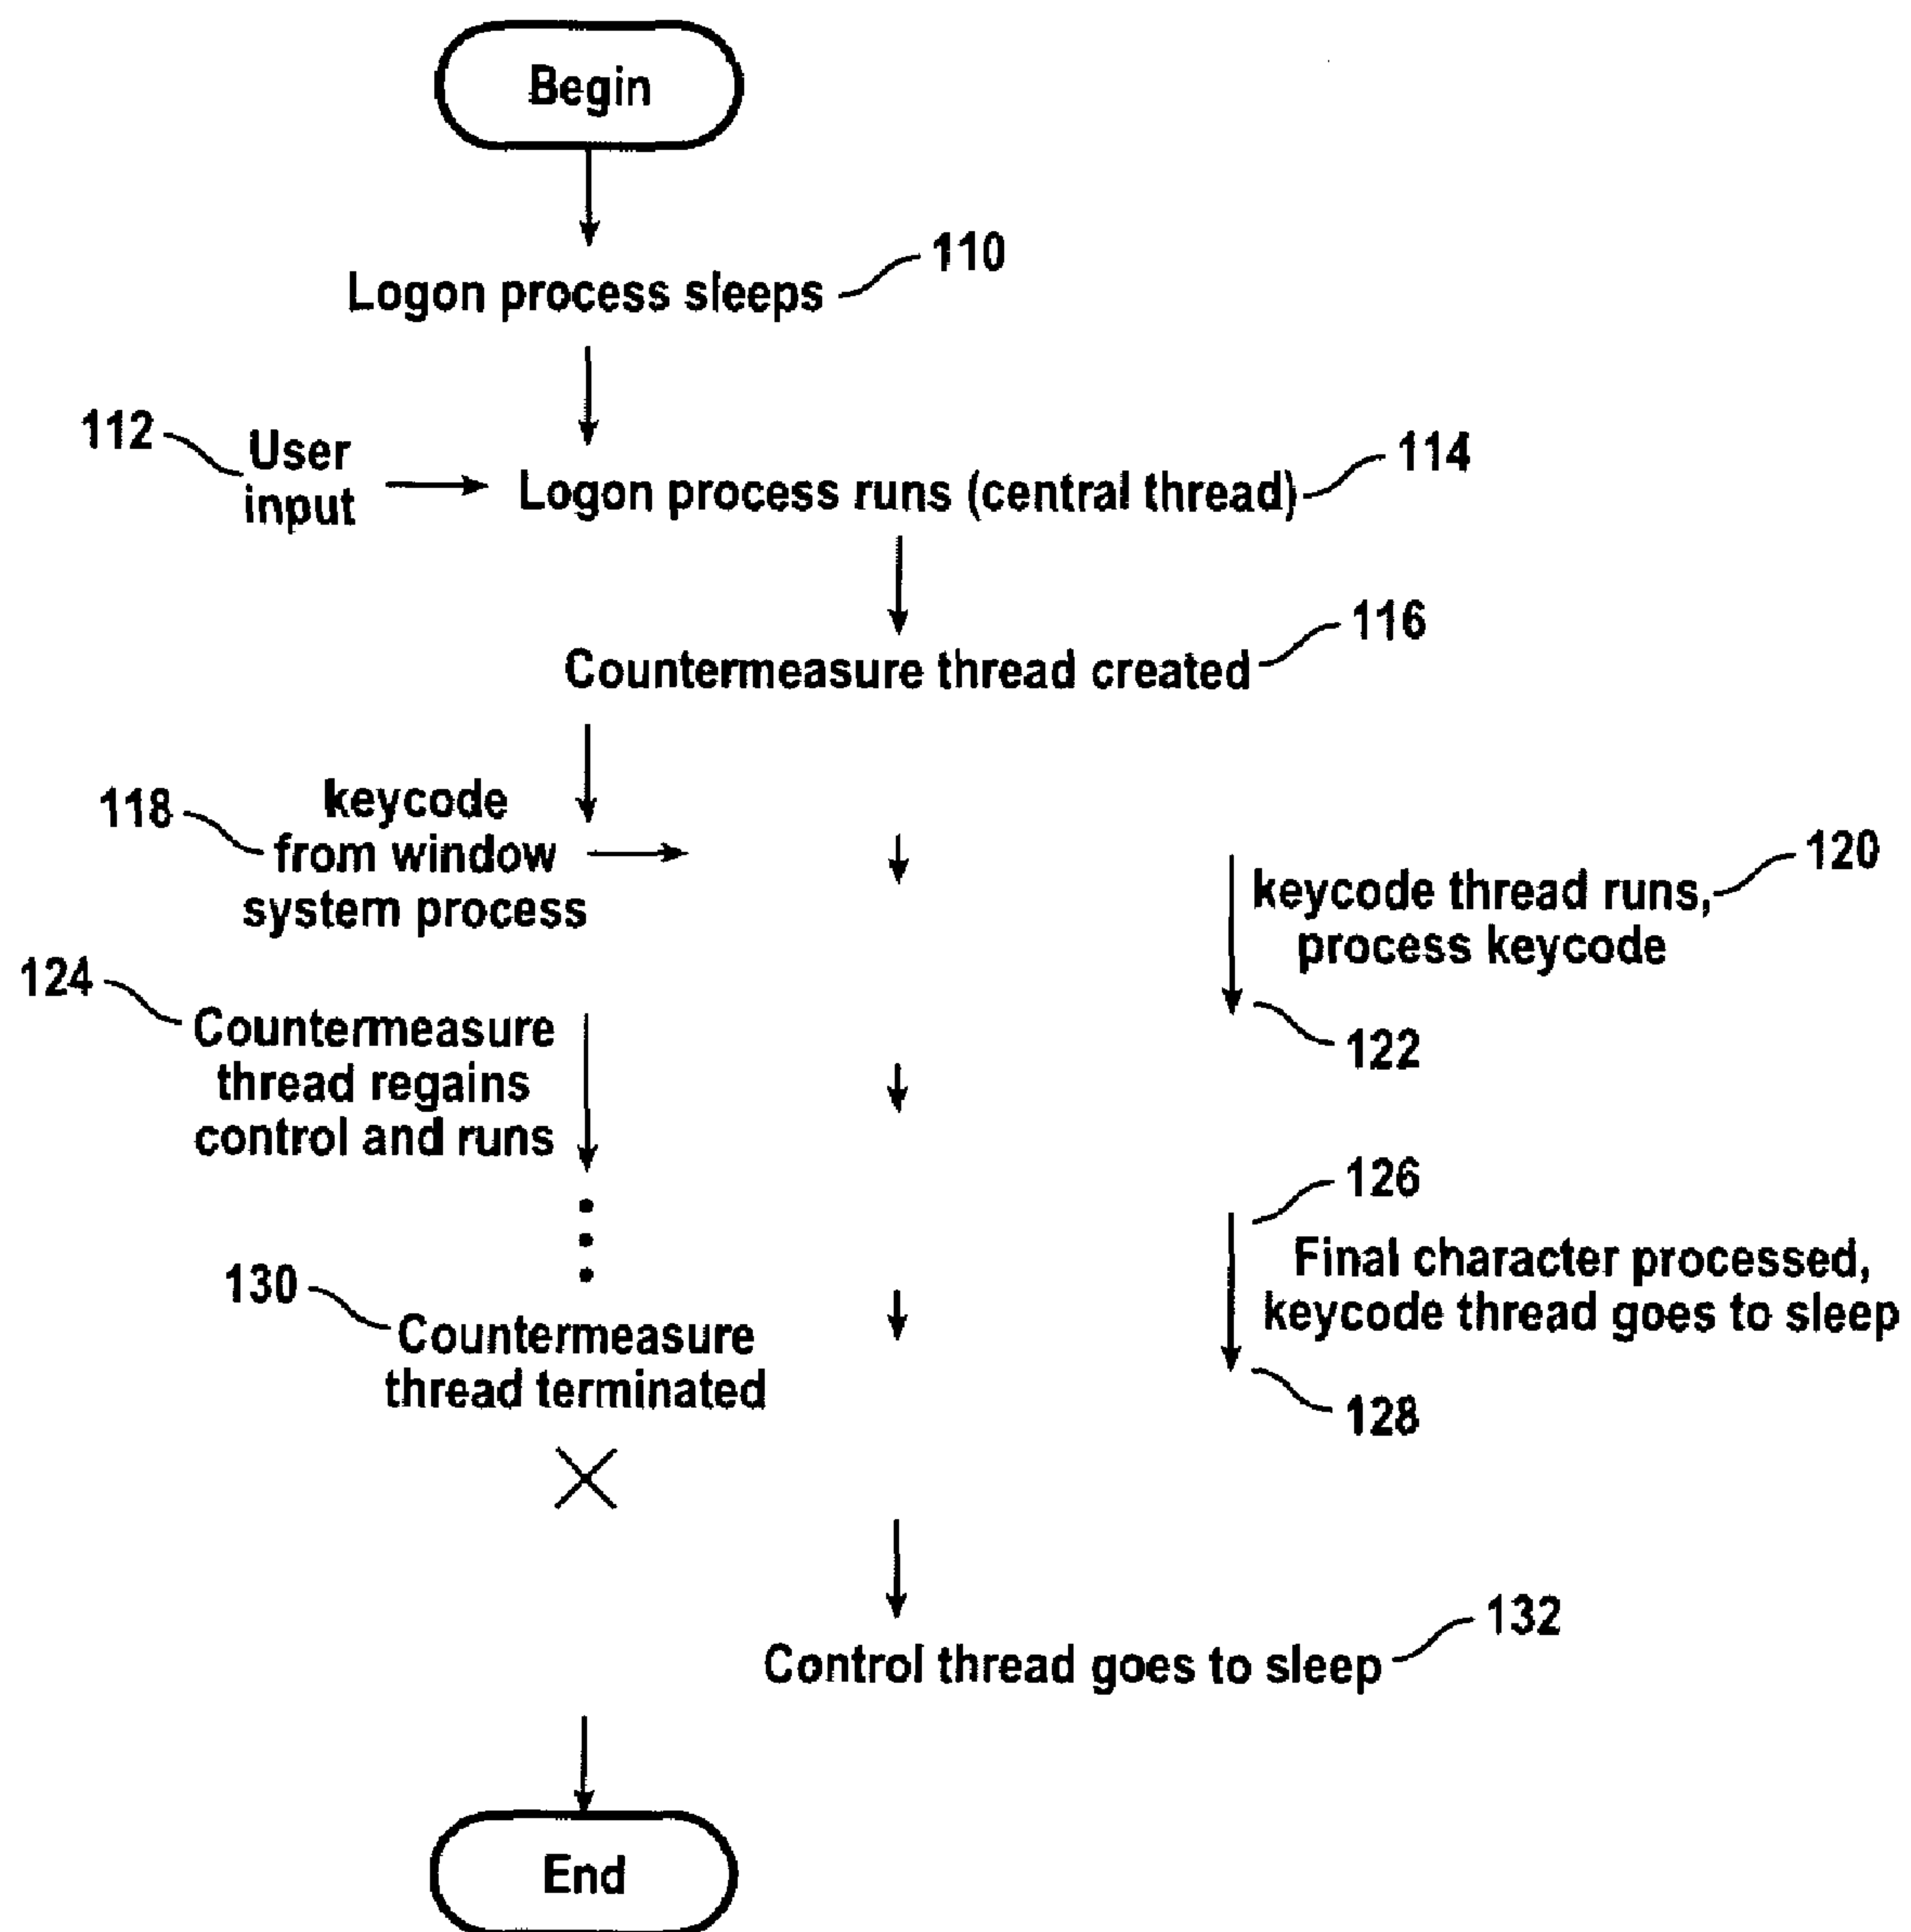 Begin
110
Logon process sleeps
112
User
input
Logon process runs (central thread)
114
116
Countermeasure thread created
118
keycode
from window
system process
120
keycode thread runs,
process keycode
122
124
Countermeasure
thread regains
control and runs
126
Final character processed,
keycode thread goes to sleep
128
130
Countermeasure
thread terminated
132
Control thread goes to sleep
End